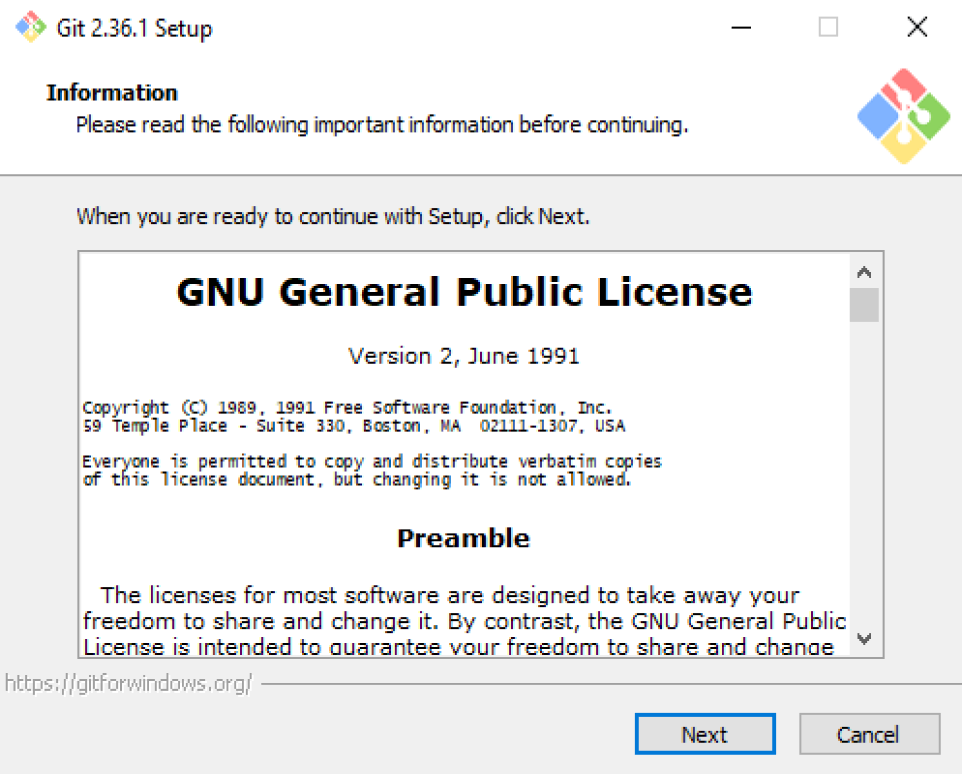 Git 2.36.1 Setup
Information
Please read the following important information before continuing.
When you are ready to continue with Setup, click Next.
GNU General Public License
Version 2, June 1991
Copyright (C) 1989, 1991 Free Software Foundation, Inc.
59 Temple Place - Suite 330, Boston, MA  02111-1307, USA
Everyone is permitted to copy and distribute verbatim copies
of this license document, but changing it is not allowed.
Preamble
The licenses for most software are designed to take away your
freedom to share and change it. By contrast, the GNU General Public
License is intended to guarantee your freedom to share and change
https://gitforwindows.org/
Next
Cancel